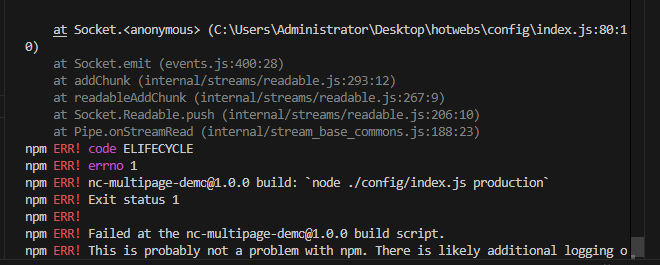 at Socket.<anonymous> (C:\Users\Administrator\Desktop\hotwebs\config\index.js:80:1
0)
at Socket.emit (events.js:400:28)
at addChunk (internal/streams/readable.js:293:12)
at readableAddChunk (internal/streams/readable.js:267:9)
at Socket.Readable.push (internal/streams/readable.js:206:10)
at Pipe.onStreamRead (internal/stream_base_commons.js:188:23)
npm ERR! code ELIFECYCLE
npm ERR! errno 1
npm ERR! nc-multipage-demo@1.0.0 build: `node ./config/index.js production`
npm ERR! Exit status 1
npm ERR!
npm ERR! Failed at the nc-multipage-demo@1.0.0 build script.
npm ERR! This is probably not a problem with npm. There is likely additional logging o